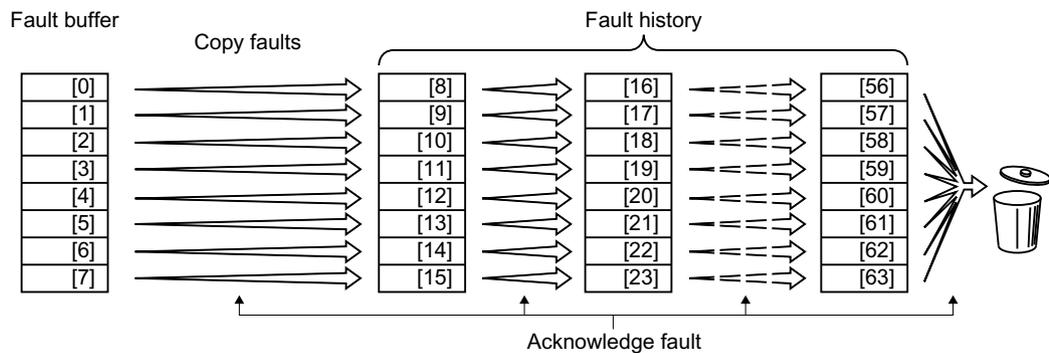 Fault buffer
Fault history
Copy faults
[0] [8] [16] [56]
[1] [9] [17] [57]
[2] [10] [18] [58]
[3] [11] [19] [59]
[4] [12] [20] [60]
[5] [13] [21] [61]
[6] [14] [22] [62]
[7] [15] [23] [63]
Acknowledge fault